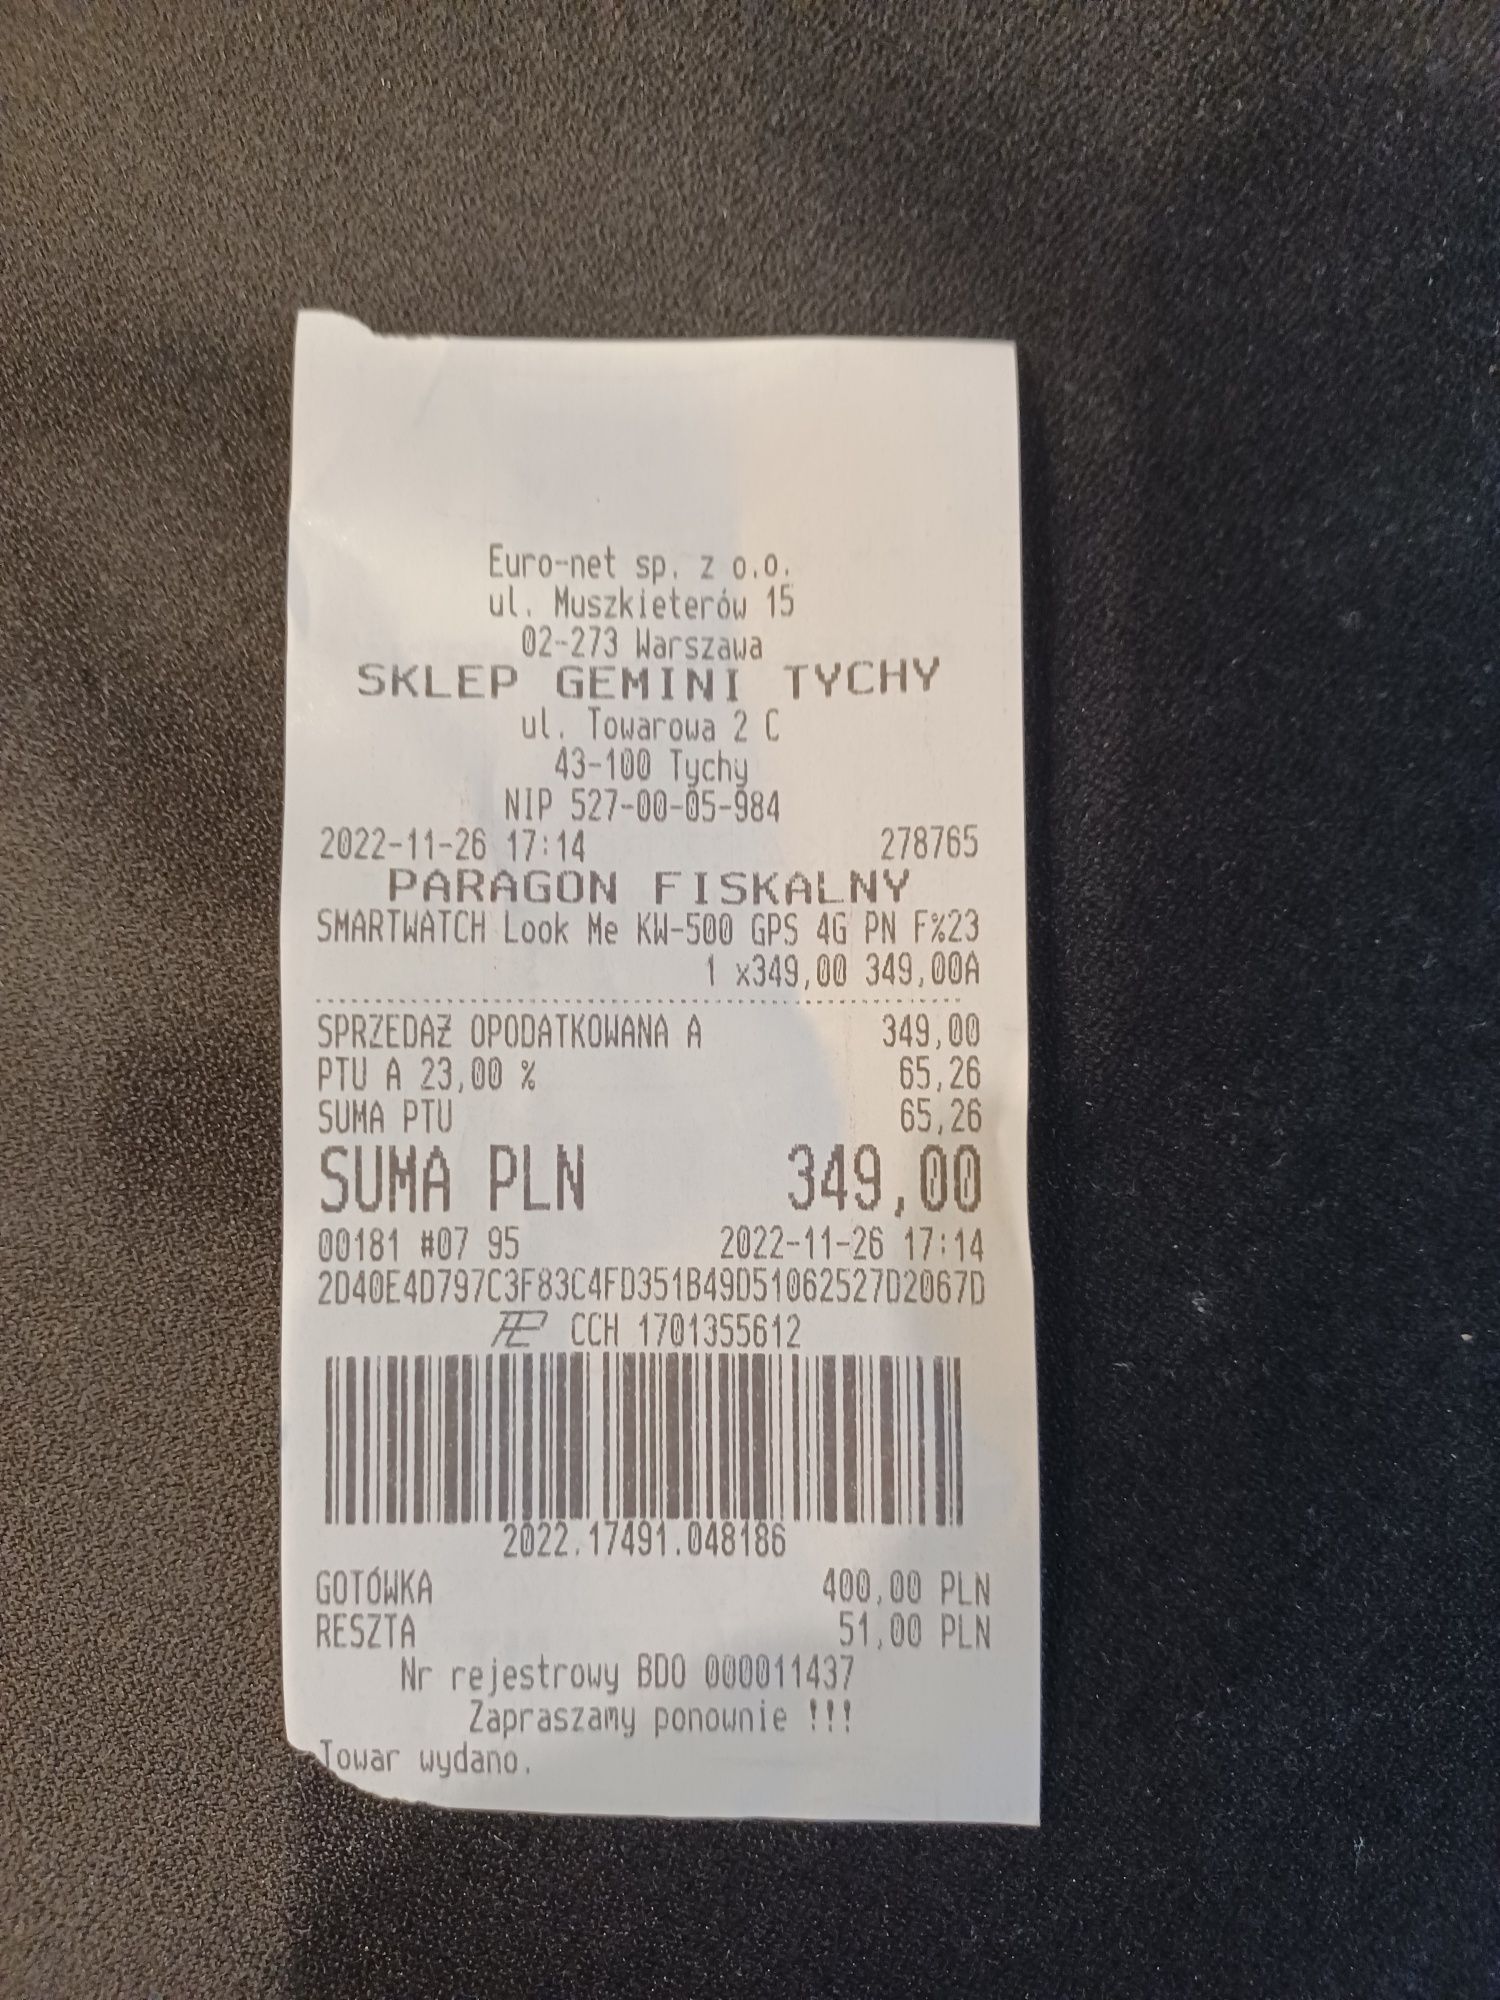 Euro-net sp. z o.o.
ul. Muszkieterów 15
02-273 Warszawa
SKLEP GEMINI TYCHY
ul. Towarowa 2 C
43-100 Tychy
NIP 527-00-05-984
2022-11-26 17:14 278765
PARAGON FISKALNY
SMARTWATCH Look Me KW-500 GPS 4G PN F%23
1 x349,00 349,00A
SPRZEDAŻ OPODATKOWANA A 349,00
PTU A 23,00 % 65,26
SUMA PTU 65,26
SUMA PLN 349,00
00181 #07 95 2022-11-26 17:14
2D40E4D797C3F83C4FD351B49D51062527D2067D
CCH 1701355612
2022.17491.048186
GOTÓWKA 400,00 PLN
RESZTA 51,00 PLN
Nr rejestrowy BDO 000011437
Zapraszamy ponownie !!!
Towar wydano.